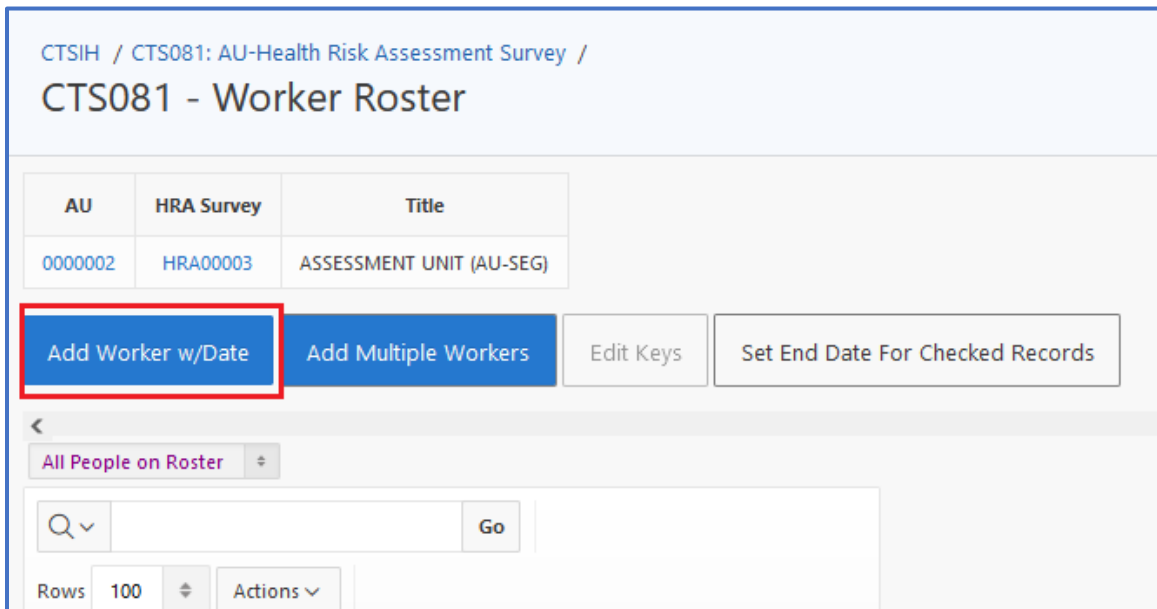 CTSIH / CTS081: AU-Health Risk Assessment Survey /
CTS081 - Worker Roster
AU HRA Survey Title
0000002 HRA00003 ASSESSMENT UNIT (AU-SEG)
Add Worker w/Date Add Multiple Workers Edit Keys Set End Date For Checked Records
All People on Roster
Go
Rows 100 Actions